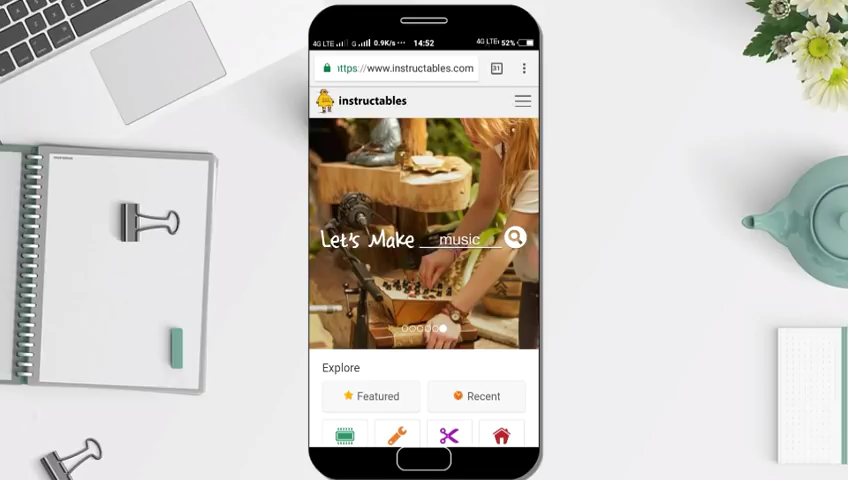 4G LTE 4G 0.9K/s ··· 14:52 4G LTE 52%
https://www.instructables.com 31
instructables
Let's Make music
Explore
Featured Recent